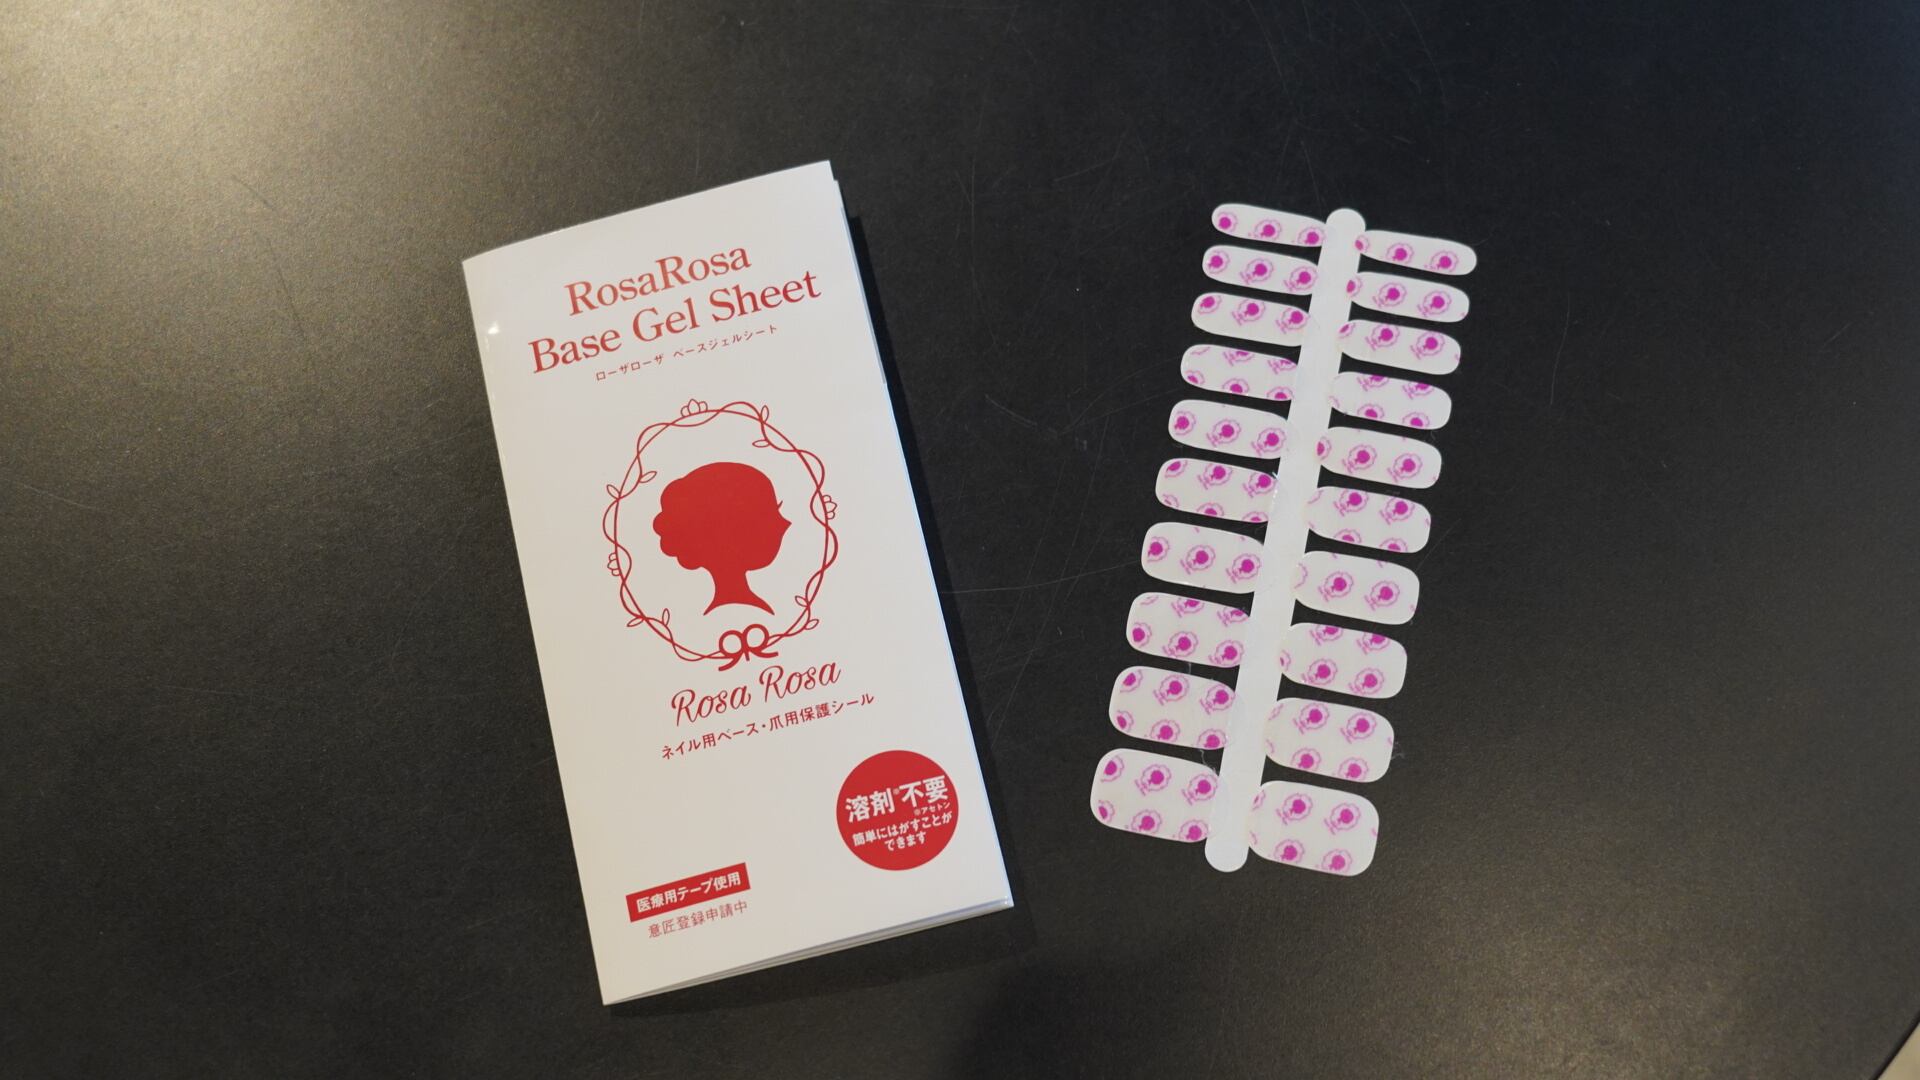 RosaRosa
Base Gel Sheet
ローザローザ ベースジェルシート
Rosa Rosa
ネイル用ベース・爪用保護シール
溶剤※不要
※アセトン
簡単にはがすことが
できます
医療用テープ使用
意匠登録申請中